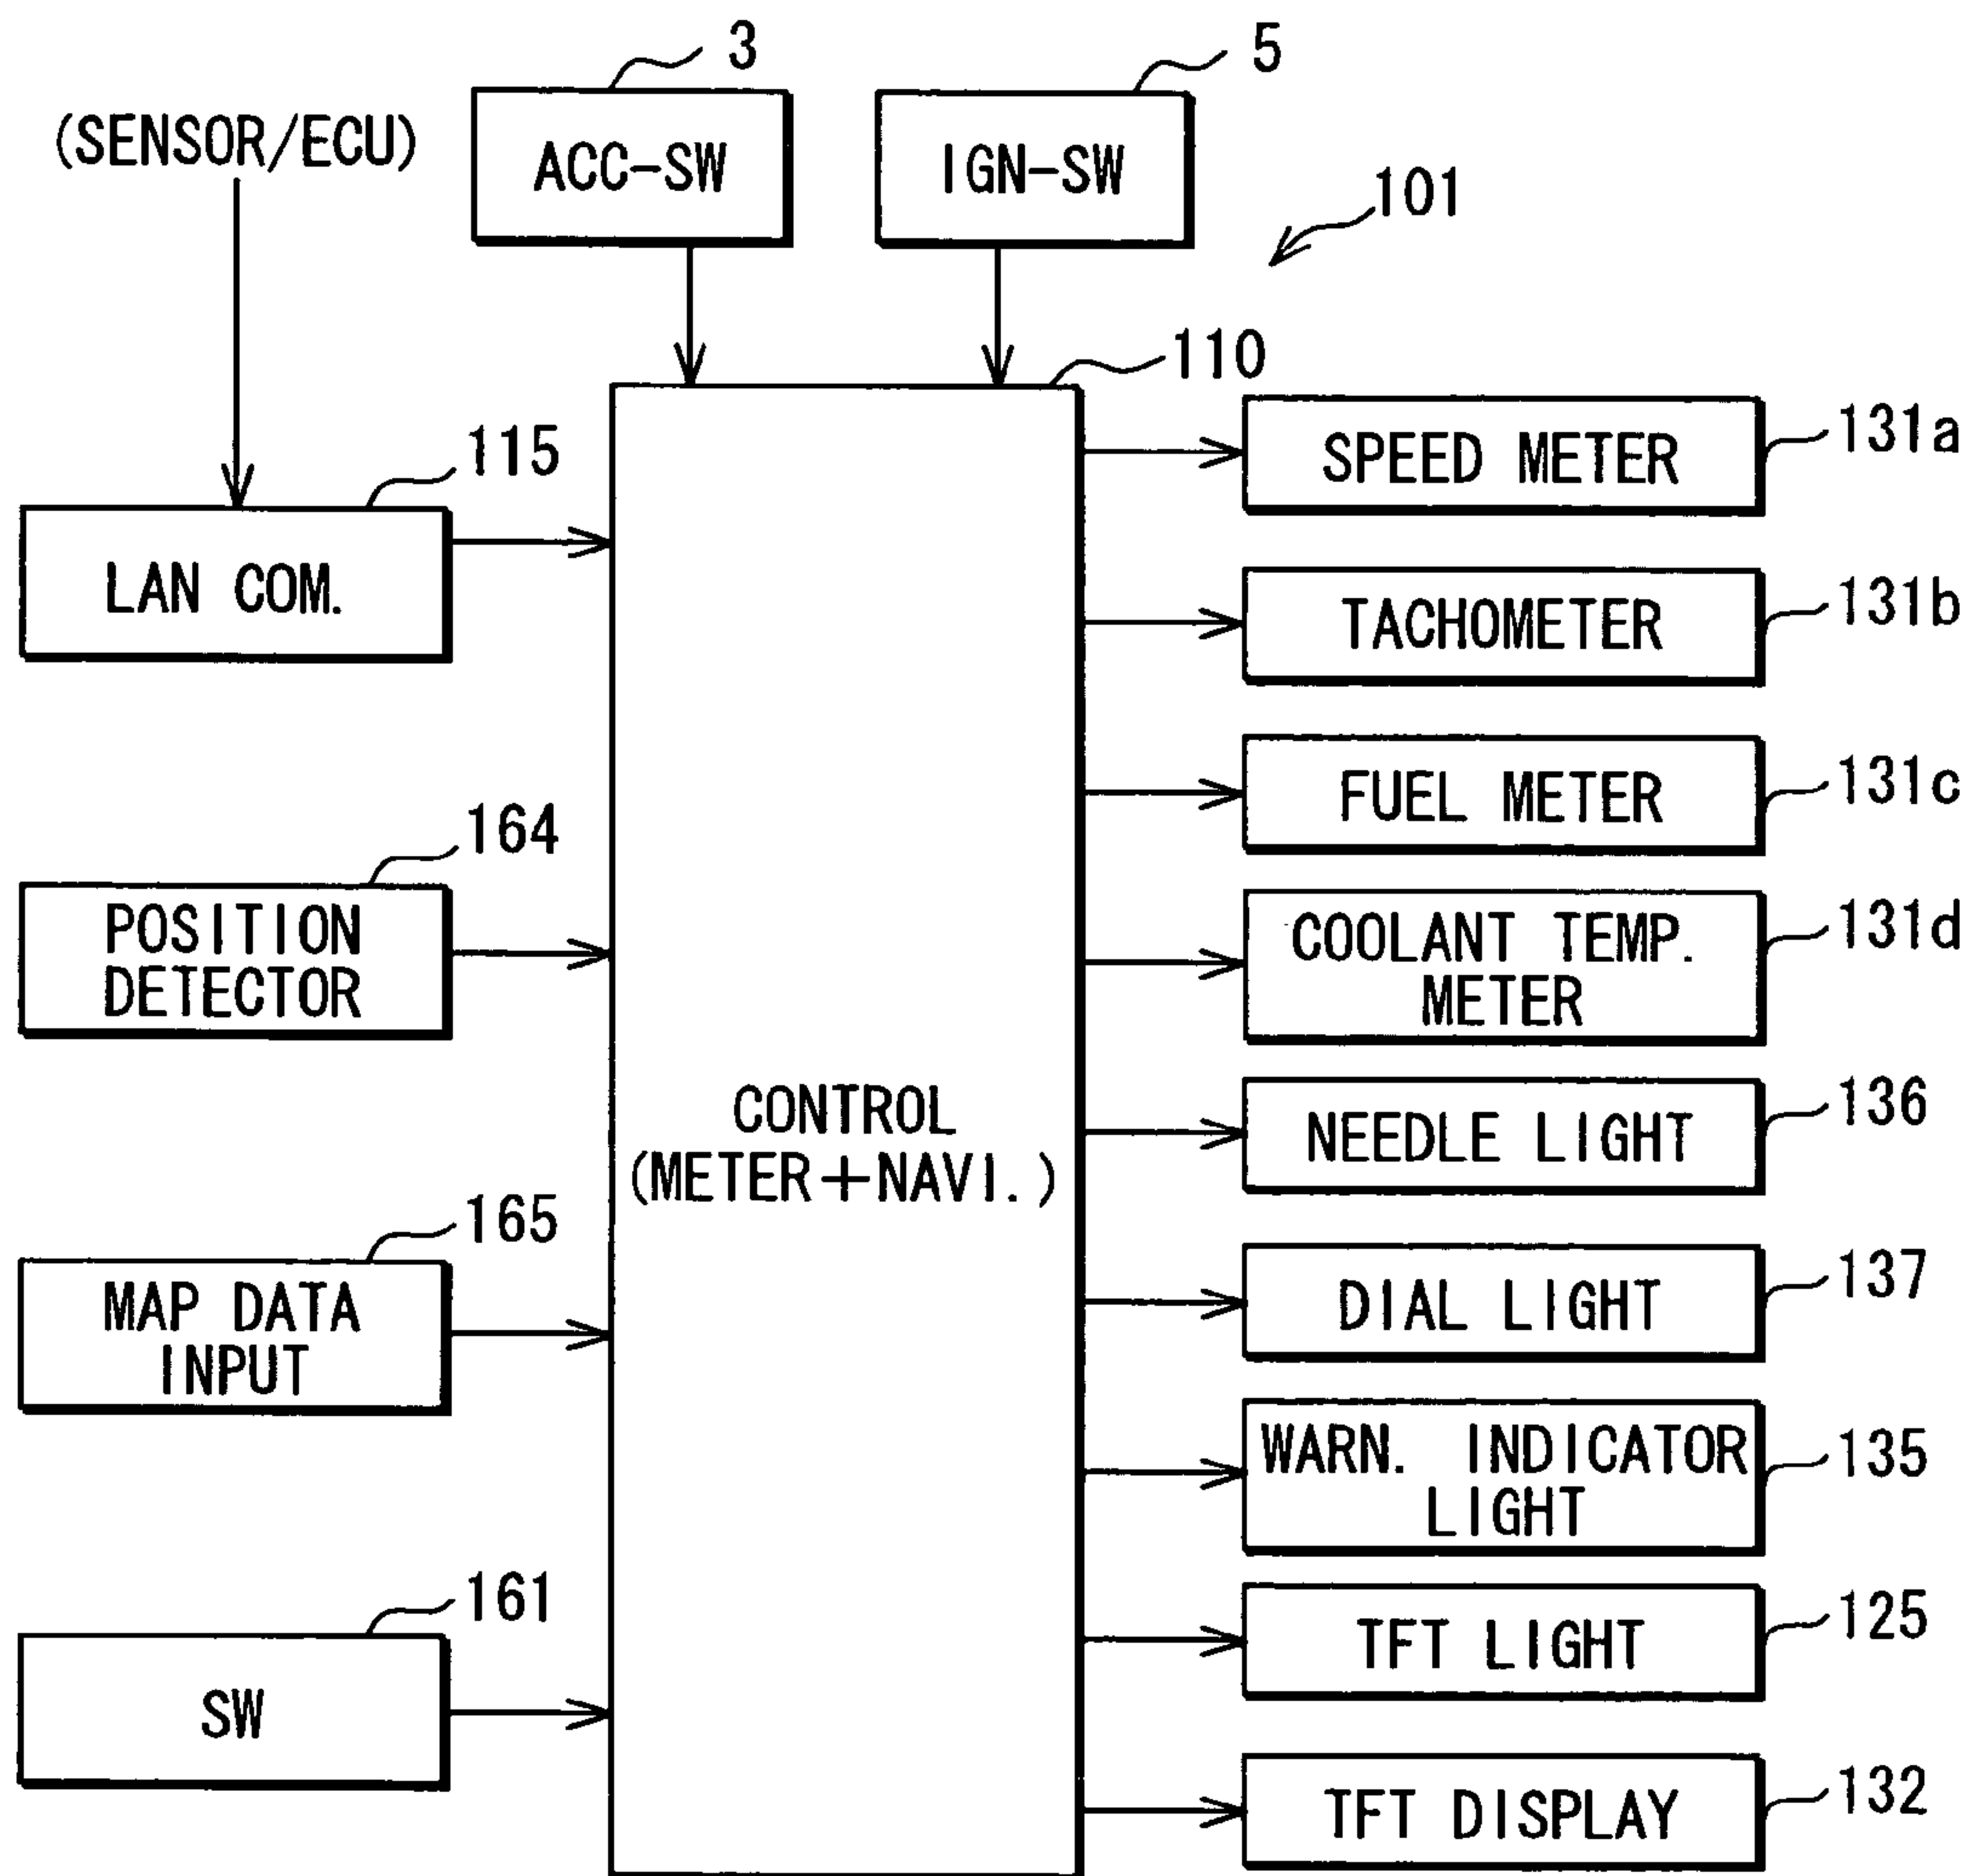 3
5
(SENSOR/ECU)
ACC-SW
IGN-SW
101
110
115
LAN COM.
164
POSITION
DETECTOR
165
MAP DATA
INPUT
161
SW
CONTROL
(METER+NAVI.)
SPEED METER
131a
TACHOMETER
131b
FUEL METER
131c
COOLANT TEMP.
METER
131d
NEEDLE LIGHT
136
DIAL LIGHT
137
WARN. INDICATOR
LIGHT
135
TFT LIGHT
125
TFT DISPLAY
132